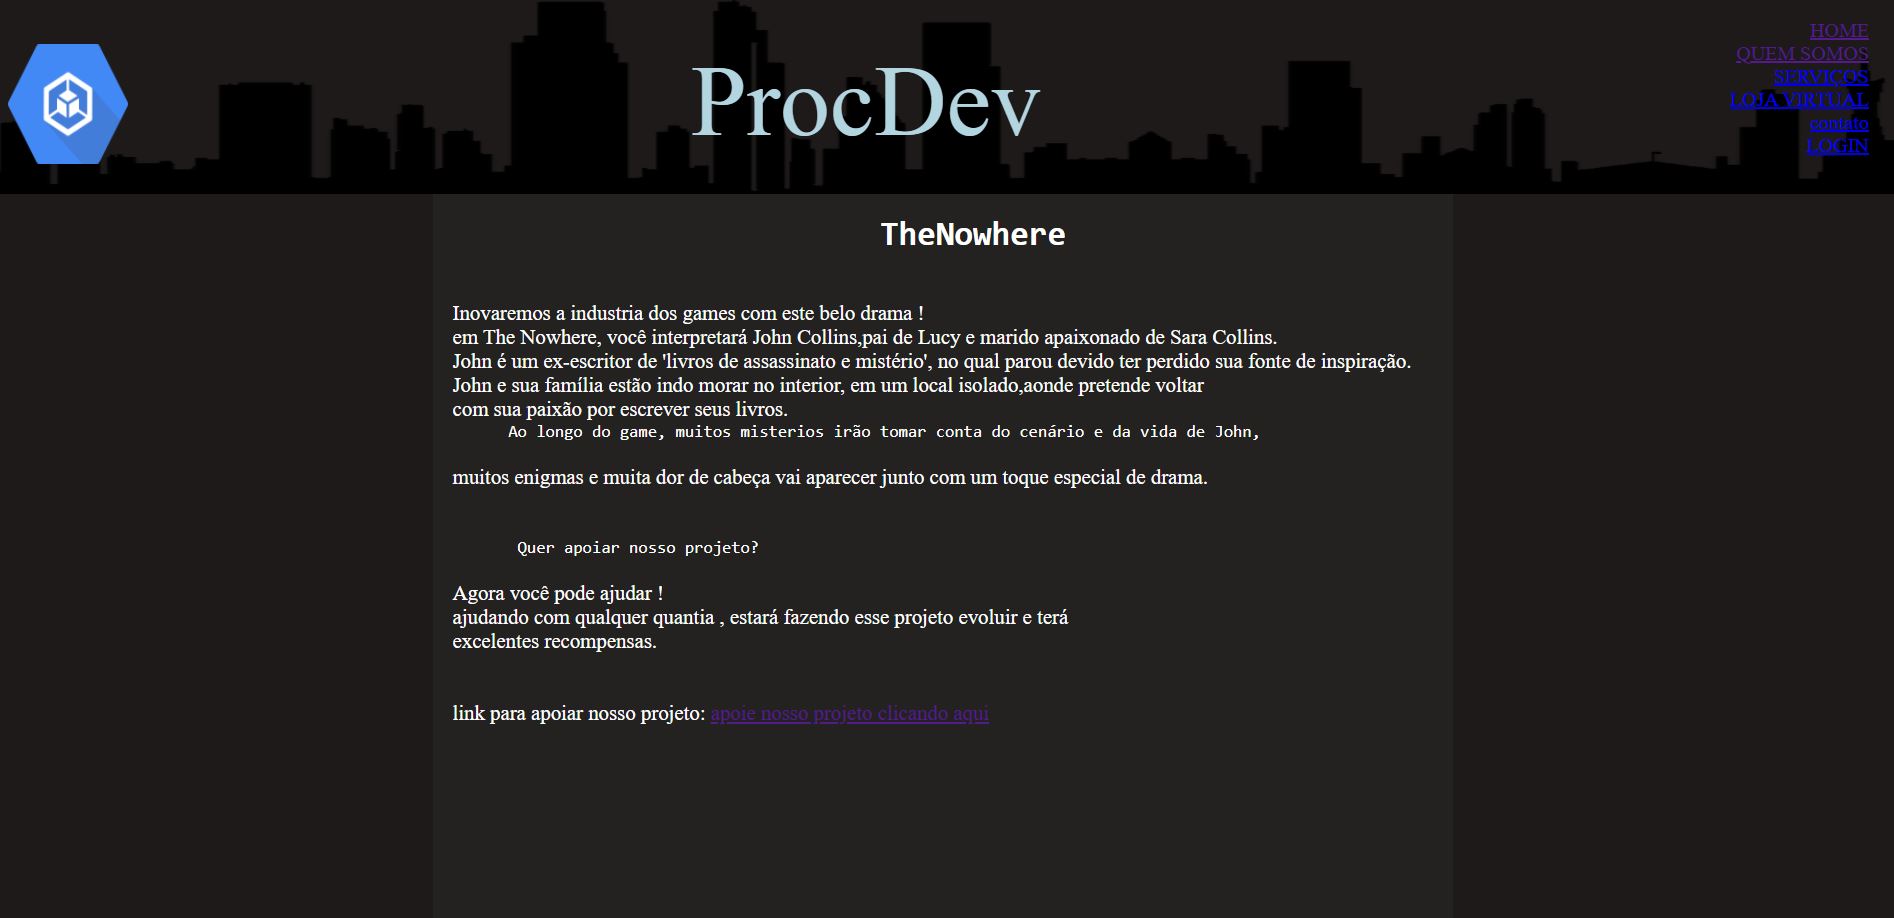 ProcDev
HOME
QUEM SOMOS
SERVIÇOS
LOJA VIRTUAL
contato
LOGIN
TheNowhere
Inovaremos a industria dos games com este belo drama !
em The Nowhere, você interpretará John Collins,pai de Lucy e marido apaixonado de Sara Collins.
John é um ex-escritor de 'livros de assassinato e mistério', no qual parou devido ter perdido sua fonte de inspiração.
John e sua família estão indo morar no interior, em um local isolado,aonde pretende voltar
com sua paixão por escrever seus livros.
Ao longo do game, muitos misterios irão tomar conta do cenário e da vida de John,
muitos enigmas e muita dor de cabeça vai aparecer junto com um toque especial de drama.
Quer apoiar nosso projeto?
Agora você pode ajudar !
ajudando com qualquer quantia , estará fazendo esse projeto evoluir e terá
excelentes recompensas.
link para apoiar nosso projeto: apoie nosso projeto clicando aqui